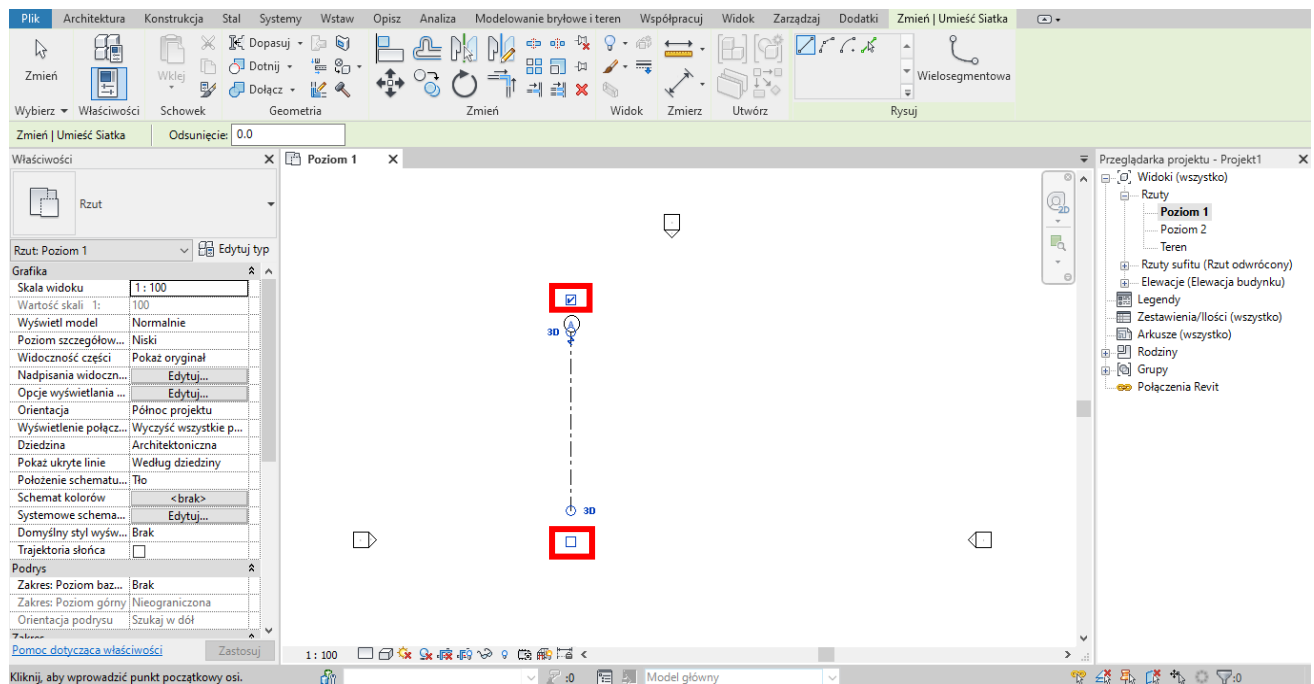 Plik Architektura Konstrukcja Stal Systemy Wstaw Opisz Analiza Modelowanie bryłowe i teren Współpracuj Widok Zarządzaj Dodatki Zmień | Umieść Siatka
Zmień Wklej Dopasuj Dotnij Dołącz Wielosegmentowa
Wybierz Właściwości Schowek Geometria Zmień Widok Zmierz Utwórz Rysuj
Zmień | Umieść Siatka Odsunięcie: 0.0
Właściwości
Rzut
Rzut: Poziom 1 Edytuj typ
Grafika
Skala widoku 1 : 100
Wartość skali 1: 100
Wyświetl model Normalnie
Poziom szczegółow... Niski
Widoczność części Pokaż oryginał
Nadpisania widoczn... Edytuj...
Opcje wyświetlania ... Edytuj...
Orientacja Północ projektu
Wyświetlenie połącz... Wyczyść wszystkie p...
Dziedzina Architektoniczna
Pokaż ukryte linie Według dziedziny
Położenie schematu... Tło
Schemat kolorów <brak>
Systemowe schema... Edytuj...
Domyślny styl wyśw... Brak
Trajektoria słońca
Podrys
Zakres: Poziom baz... Brak
Zakres: Poziom górny Nieograniczona
Orientacja podrysu Szukaj w dół
Zakres
Pomoc dotycząca właściwości Zastosuj
Poziom 1
2D
3D A
3D
1 : 100
Przeglądarka projektu - Projekt1
Widoki (wszystko)
Rzuty
Poziom 1
Poziom 2
Teren
Rzuty sufitu (Rzut odwrócony)
Elewacje (Elewacja budynku)
Legendy
Zestawienia/Ilości (wszystko)
Arkusze (wszystko)
Rodziny
Grupy
Połączenia Revit
Kliknij, aby wprowadzić punkt początkowy osi. :0 Model główny :0